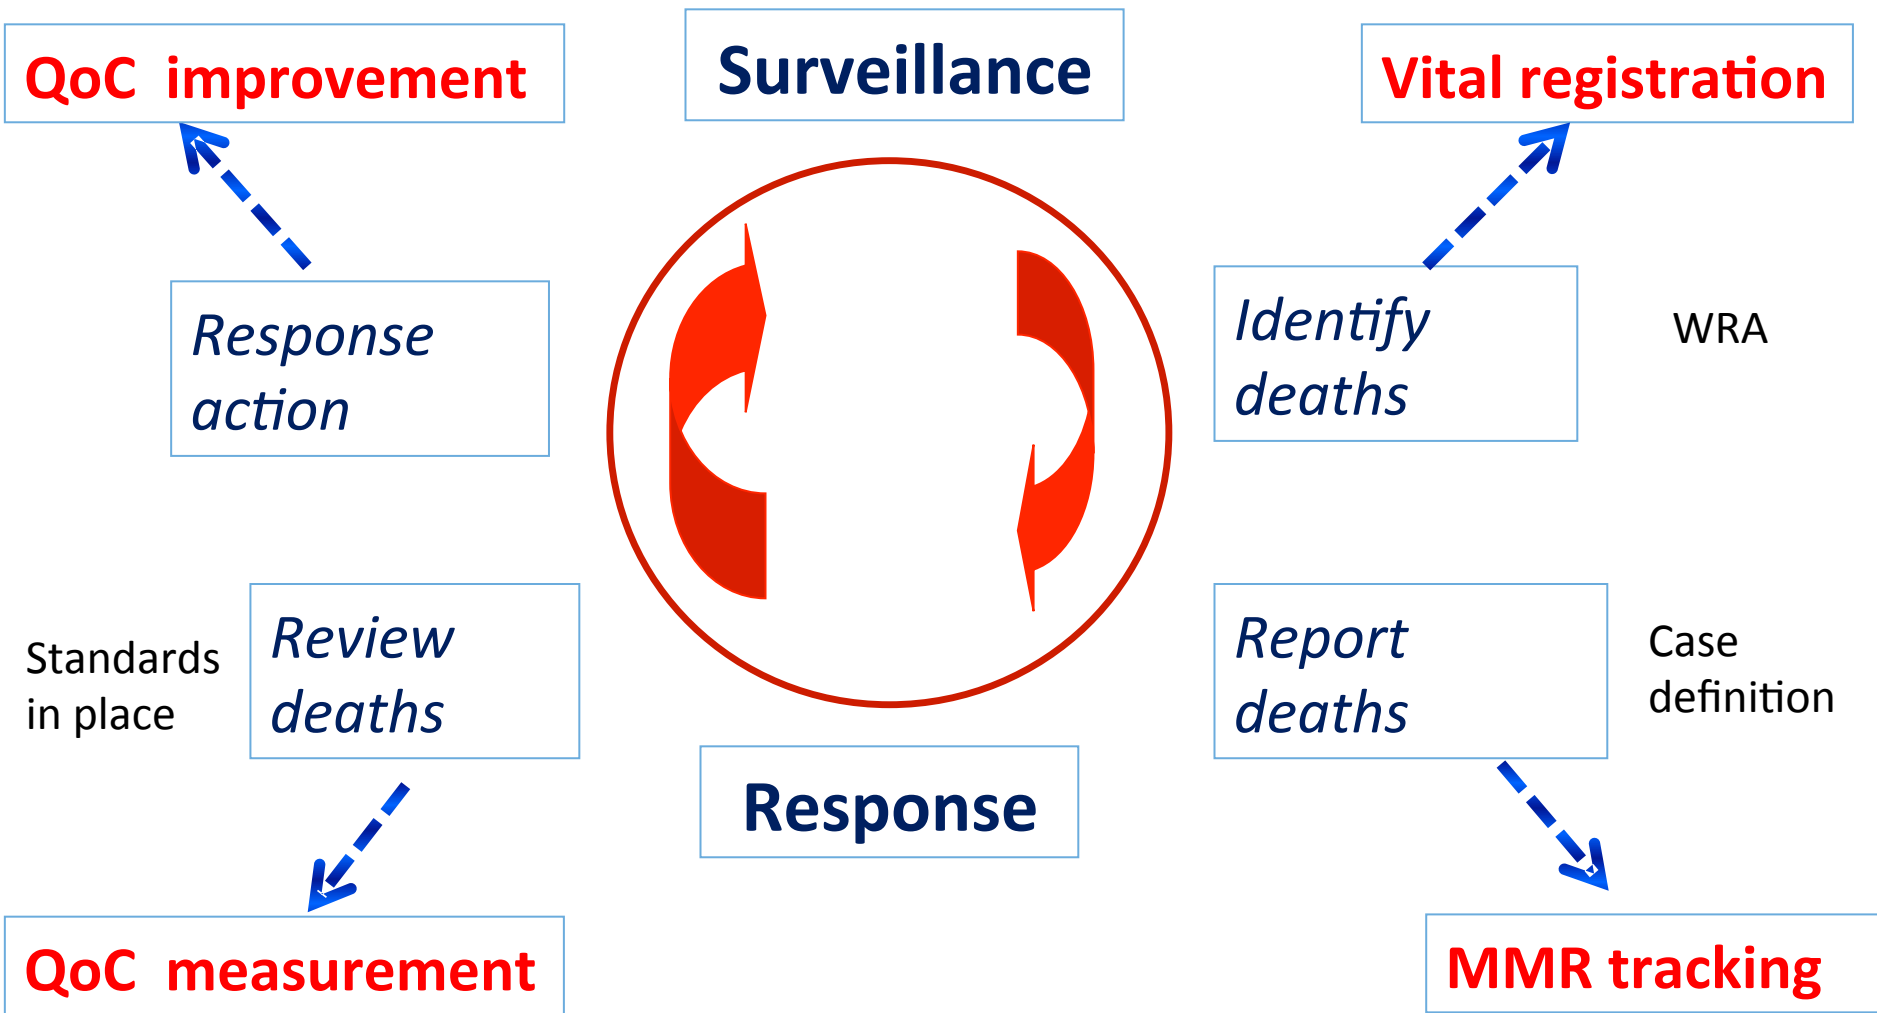 QoC  improvement
Surveillance
Vital registration
Response
action
Identify
deaths
WRA
Standards
in place
Review
deaths
Report
deaths
Case
definition
Response
QoC  measurement
MMR tracking